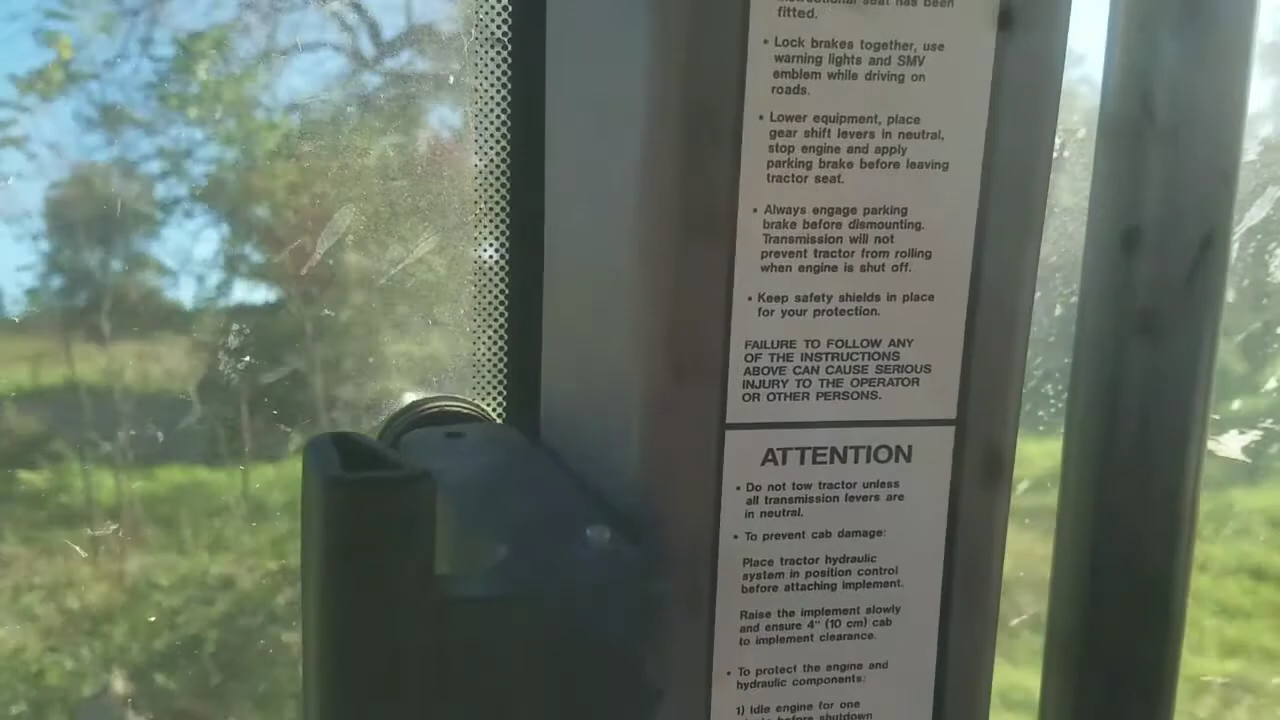 instructional seat has been
fitted.
• Lock brakes together, use
warning lights and SMV
emblem while driving on
roads.
• Lower equipment, place
gear shift levers in neutral,
stop engine and apply
parking brake before leaving
tractor seat.
• Always engage parking
brake before dismounting.
Transmission will not
prevent tractor from rolling
when engine is shut off.
• Keep safety shields in place
for your protection.
FAILURE TO FOLLOW ANY
OF THE INSTRUCTIONS
ABOVE CAN CAUSE SERIOUS
INJURY TO THE OPERATOR
OR OTHER PERSONS.
ATTENTION
• Do not tow tractor unless
all transmission levers are
in neutral.
• To prevent cab damage:
Place tractor hydraulic
system in position control
before attaching implement.
Raise the implement slowly
and ensure 4" (10 cm) cab
to implement clearance.
• To protect the engine and
hydraulic components:
1) Idle engine for one
before shutdown